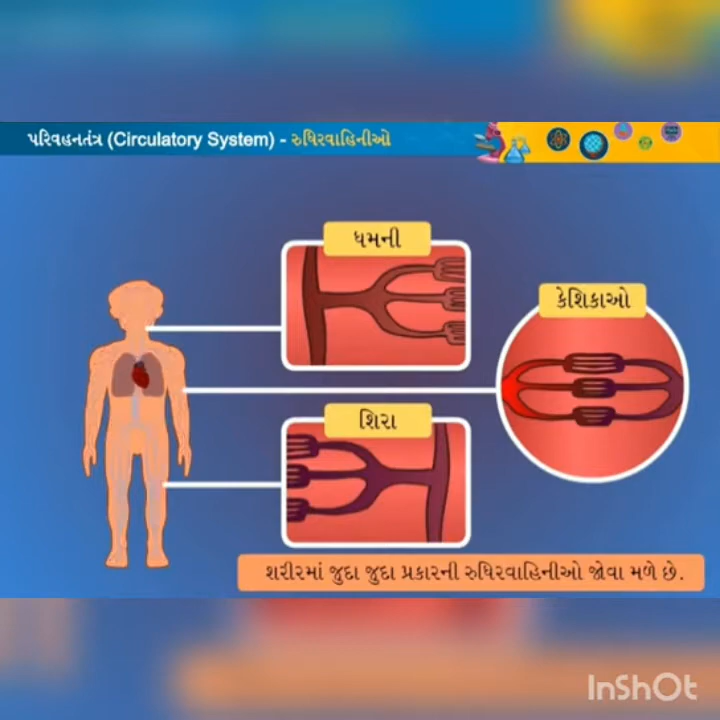 પરિવહનતંત્ર (Circulatory System) - રુધિરવાહિનીઓ
ધમની
કેશિકાઓ
શિરા
શરીરમાં જુદા જુદા પ્રકારની રુધિરવાહિનીઓ જોવા મળે છે.
InShOt